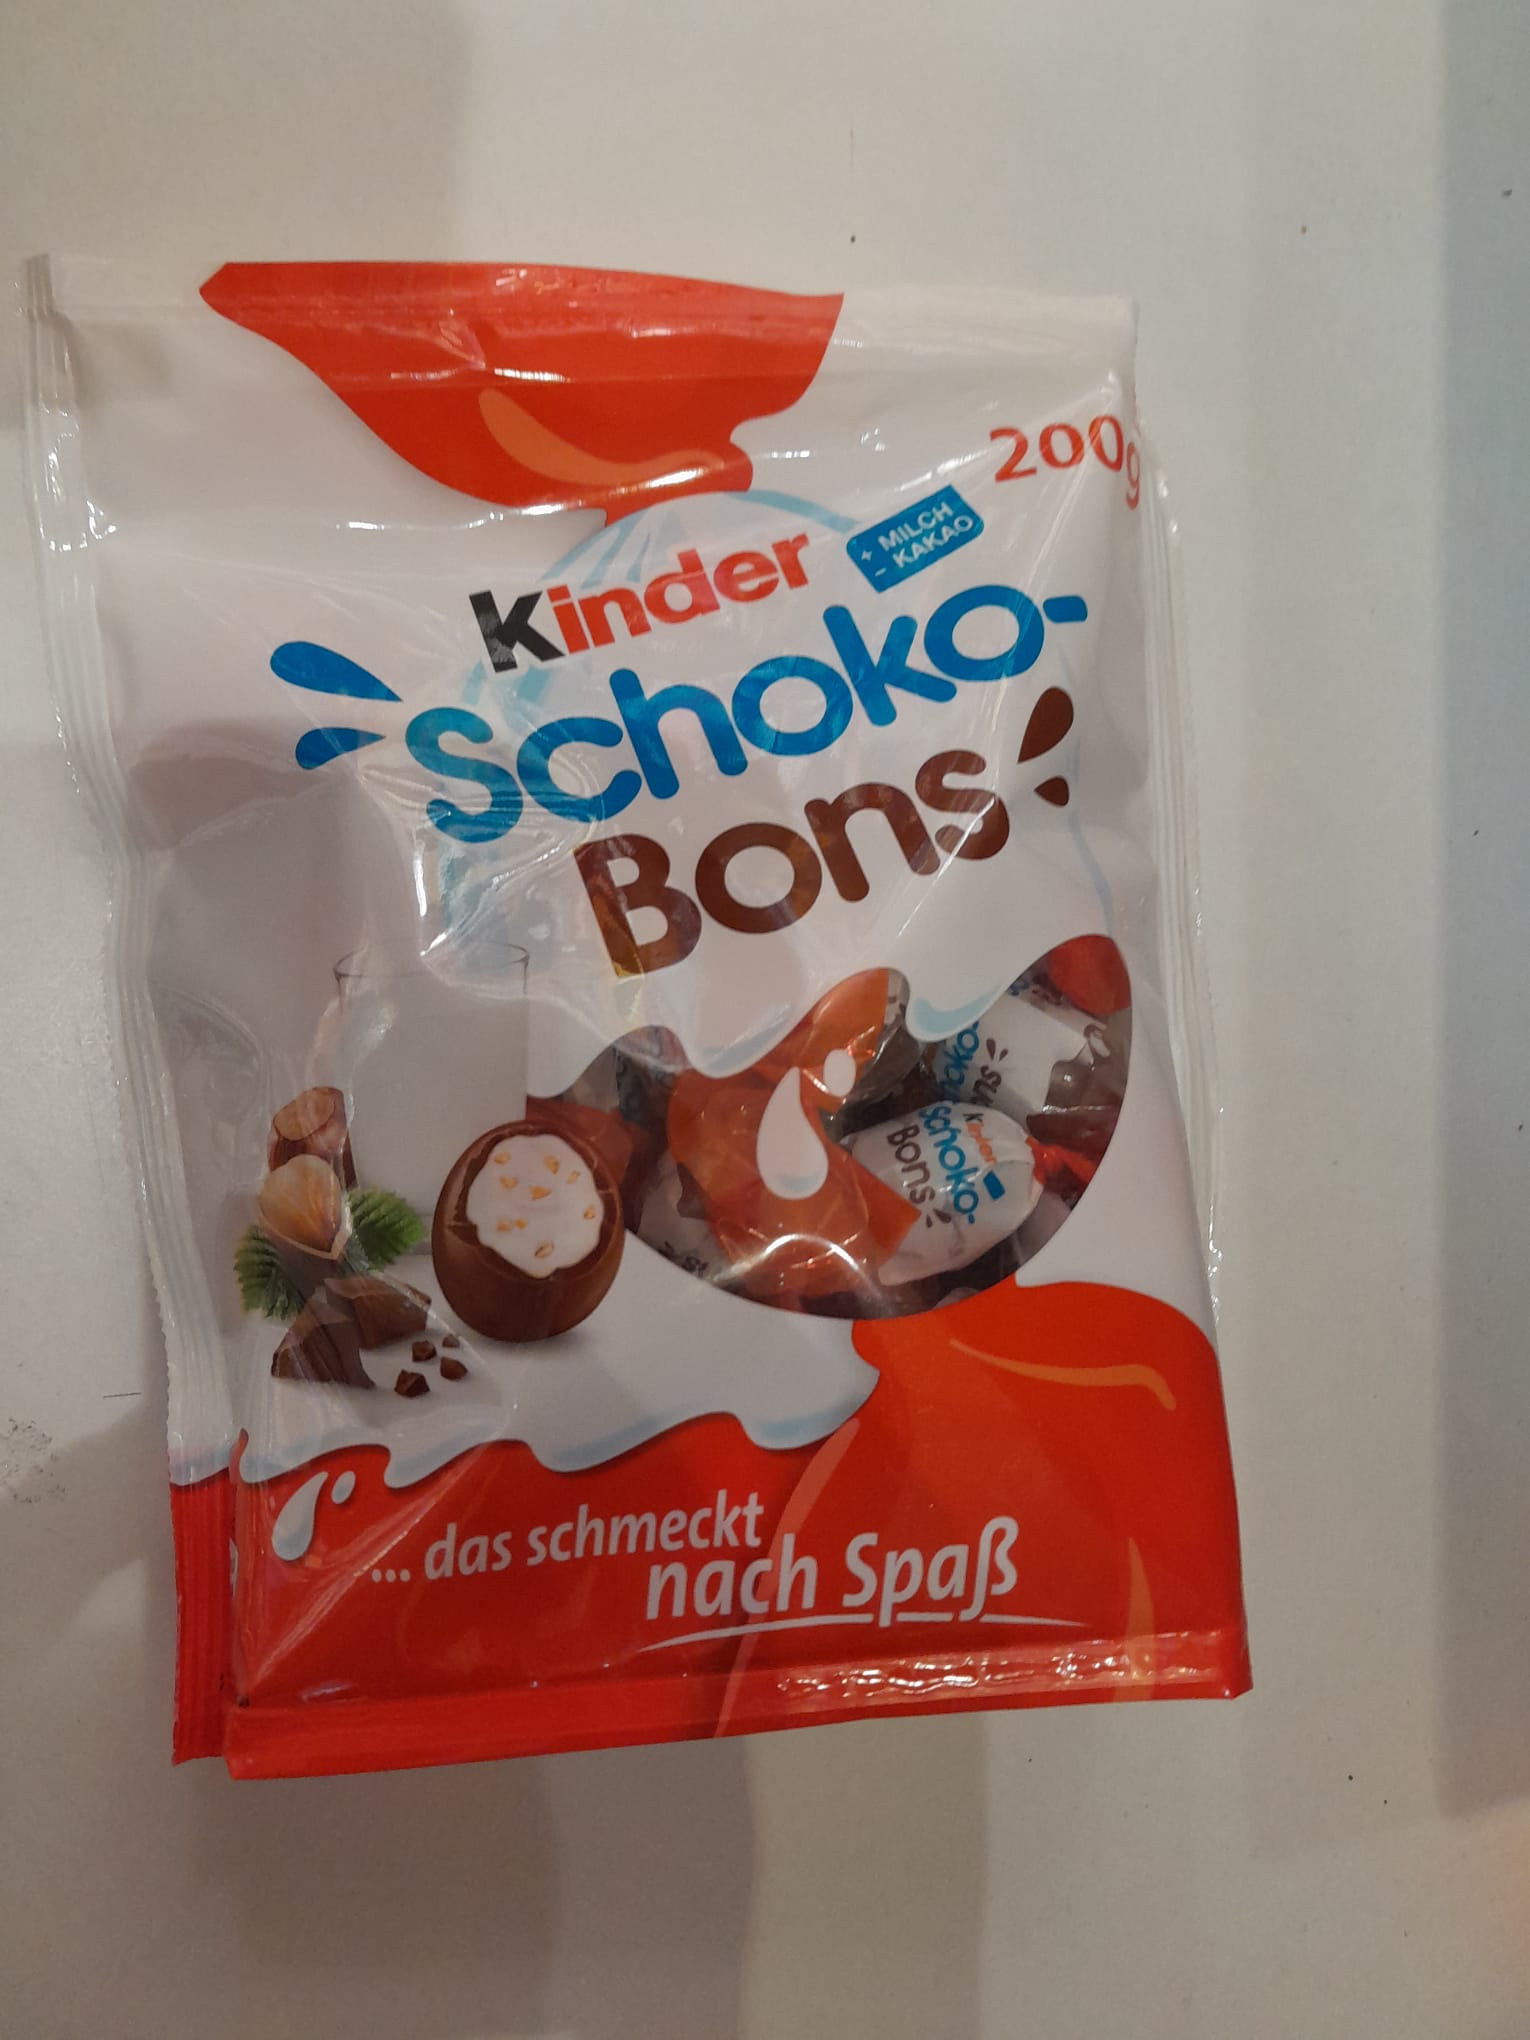 200g
+ MILCH
- KAKAO
Kinder
Schoko-
Bons
Kinder
Schoko-
Bons
... das schmeckt
nach Spaß